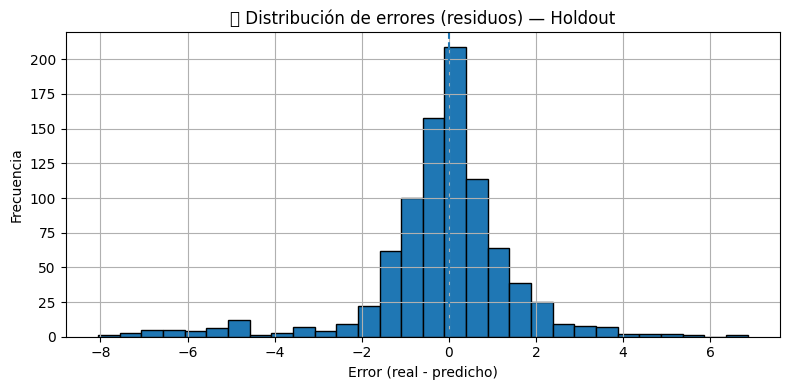 Distribución de errores (residuos) — Holdout
200
175
150
125
100
75
50
25
0
Frecuencia
−8 −6 −4 −2 0 2 4 6
Error (real - predicho)